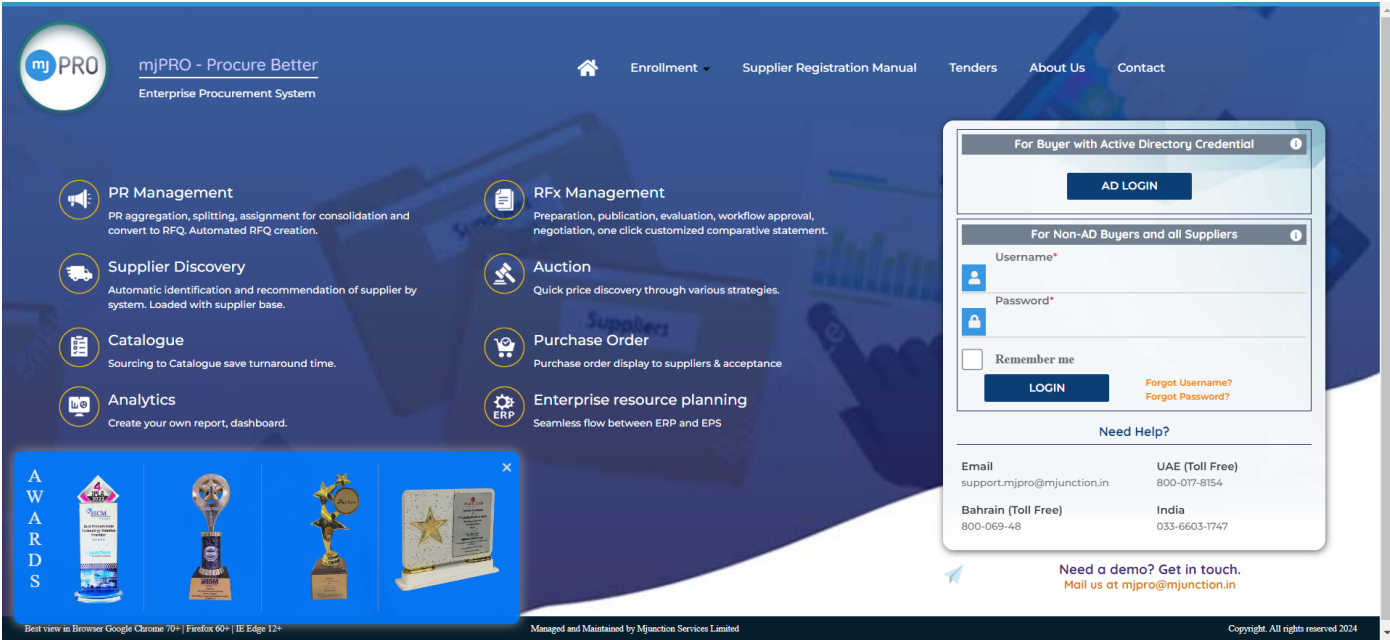 mj PRO
mjPRO - Procure Better
Enterprise Procurement System
Enrollment
Supplier Registration Manual
Tenders
About Us
Contact
PR Management
PR aggregation, splitting, assignment for consolidation and
convert to RFQ. Automated RFQ creation.
RFx Management
Preparation, publication, evaluation, workflow approval,
negotiation, one click customized comparative statement.
Supplier Discovery
Automatic identification and recommendation of supplier by
system. Loaded with supplier base.
Auction
Quick price discovery through various strategies.
Suppliers
Catalogue
Sourcing to Catalogue save turnaround time.
Purchase Order
Purchase order display to suppliers & acceptance
Analytics
Create your own report, dashboard.
ERP
Enterprise resource planning
Seamless flow between ERP and EPS
For Buyer with Active Directory Credential
AD LOGIN
For Non-AD Buyers and all Suppliers
Username*
Password*
Remember me
LOGIN
Forgot Username?
Forgot Password?
Need Help?
Email
support.mjpro@mjunction.in
UAE (Toll Free)
800-017-8154
Bahrain (Toll Free)
800-069-48
India
033-6603-1747
Need a demo? Get in touch.
Mail us at mjpro@mjunction.in
AWARDS
×
4
IPLA
2022
ISCM
Best view in Browser Google Chrome 70+ | Firefox 60+ | IE Edge 12+
Managed and Maintained by Mjunction Services Limited
Copyright. All rights reserved 2024